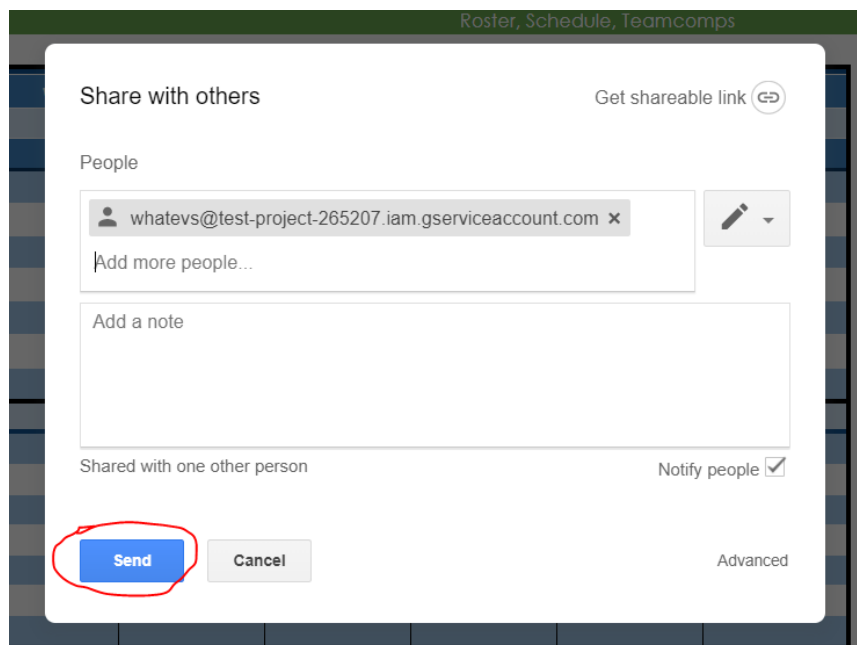 Roster, Schedule, Teamcomps
Share with others
Get shareable link
People
whatevs@test-project-265207.iam.gserviceaccount.com ×
Add more people...
Add a note
Shared with one other person
Notify people
Send
Cancel
Advanced